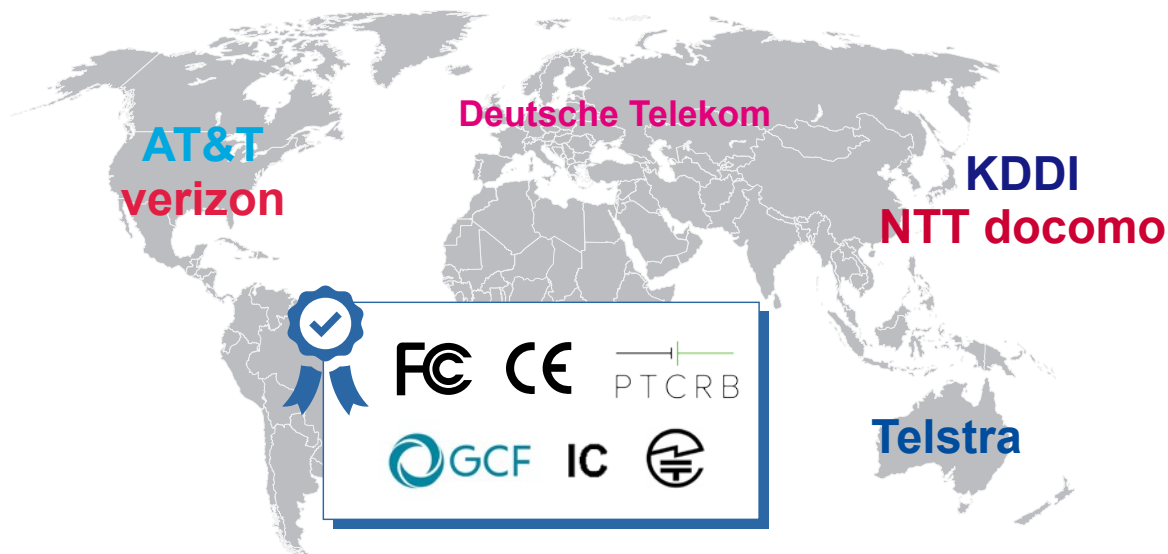 Deutsche Telekom
AT&T
verizon
KDDI
NTT docomo
FC CE PTCRB
GCF IC
Telstra